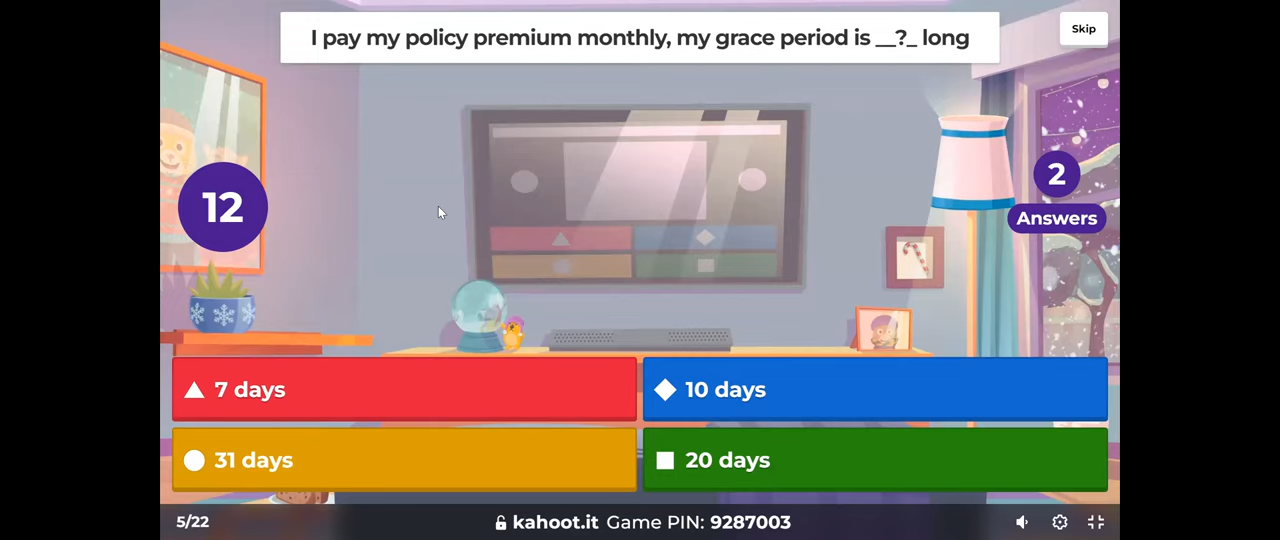 I pay my policy premium monthly, my grace period is __?_ long
Skip
12
2
Answers
7 days
10 days
31 days
20 days
5/22
kahoot.it Game PIN: 9287003